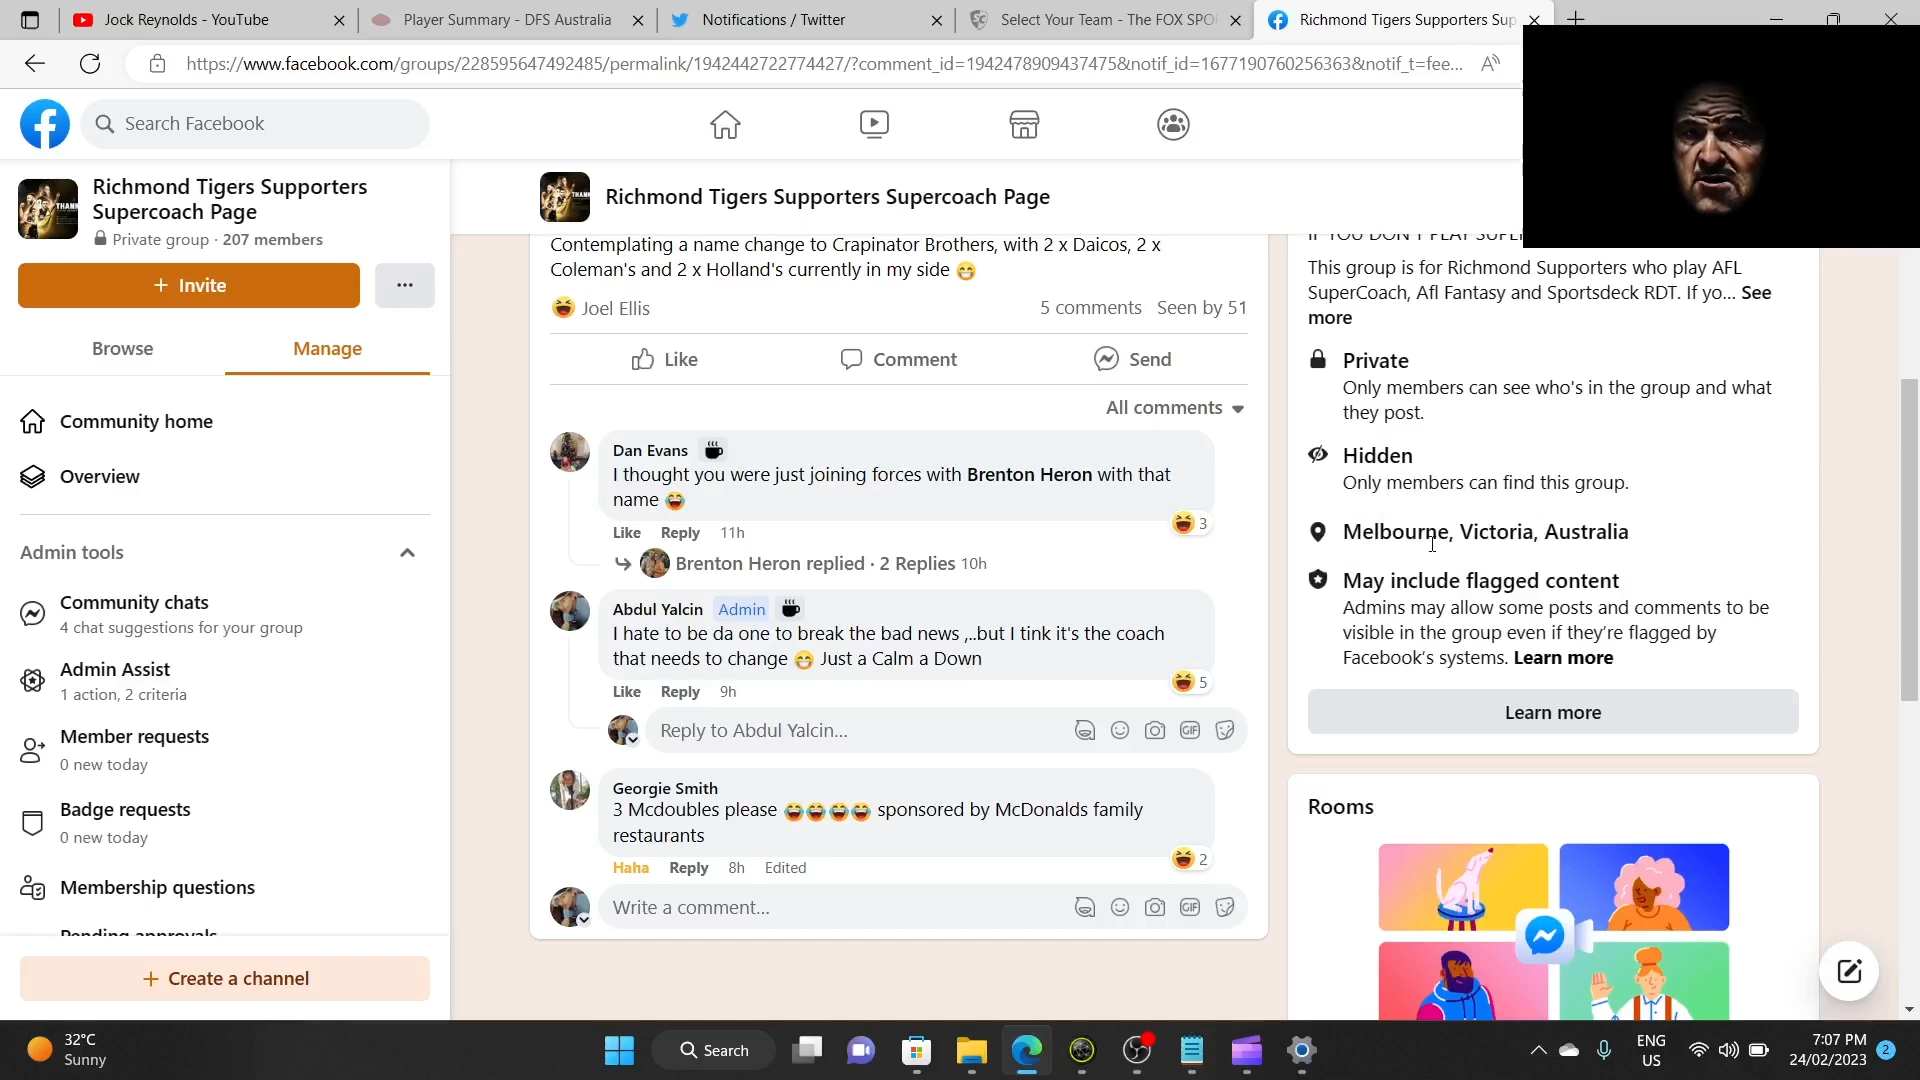 Jock Reynolds - YouTube
Player Summary - DFS Australia
Notifications / Twitter
Select Your Team - The FOX SPO
Richmond Tigers Supporters Sup
https://www.facebook.com/groups/228595647492485/permalink/1942442722774427/?comment_id=1942478909437475&notif_id=1677190760256363&notif_t=fee...
Search Facebook
Richmond Tigers Supporters
Supercoach Page
Private group · 207 members
+ Invite
Browse
Manage
Community home
Overview
Admin tools
Community chats
4 chat suggestions for your group
Admin Assist
1 action, 2 criteria
Member requests
0 new today
Badge requests
0 new today
Membership questions
Pending approvals
+ Create a channel
Richmond Tigers Supporters Supercoach Page
Contemplating a name change to Crapinator Brothers, with 2 x Daicos, 2 x
Coleman's and 2 x Holland's currently in my side 😁
Joel Ellis
5 comments Seen by 51
Like
Comment
Send
All comments
Dan Evans
I thought you were just joining forces with Brenton Heron with that
name 😂
3
Like Reply 11h
Brenton Heron replied · 2 Replies 10h
Abdul Yalcin Admin
I hate to be da one to break the bad news ,..but I tink it's the coach
that needs to change 😁 Just a Calm a Down
5
Like Reply 9h
Reply to Abdul Yalcin...
GIF
Georgie Smith
3 Mcdoubles please 😂😂😂😂 sponsored by McDonalds family
restaurants
2
Haha Reply 8h Edited
Write a comment...
GIF
IF YOU DON'T PLAY SUPE
This group is for Richmond Supporters who play AFL
SuperCoach, Afl Fantasy and Sportsdeck RDT. If yo... See
more
Private
Only members can see who's in the group and what
they post.
Hidden
Only members can find this group.
Melbourne, Victoria, Australia
May include flagged content
Admins may allow some posts and comments to be
visible in the group even if they're flagged by
Facebook's systems. Learn more
Learn more
Rooms
32°C
Sunny
Search
ENG
US
7:07 PM
24/02/2023
2